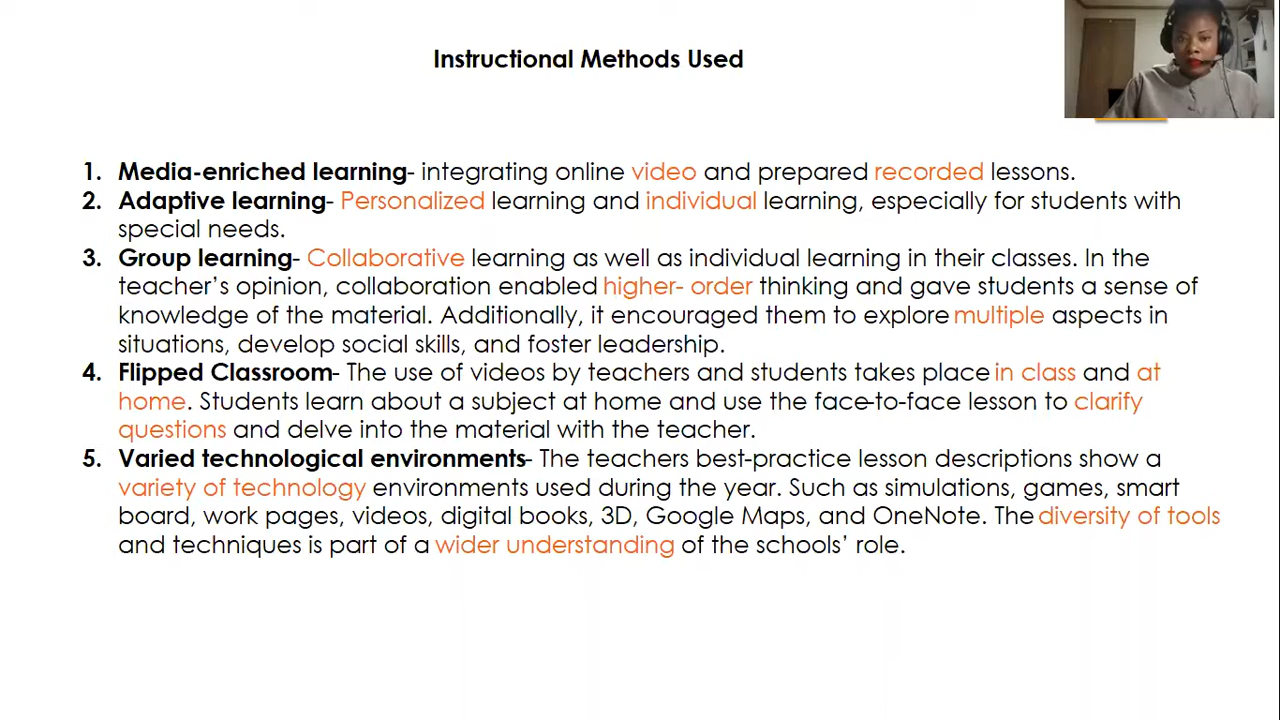 Instructional Methods Used
1. Media-enriched learning- integrating online video and prepared recorded lessons.
2. Adaptive learning- Personalized learning and individual learning, especially for students with
special needs.
3. Group learning- Collaborative learning as well as individual learning in their classes. In the
teacher's opinion, collaboration enabled higher- order thinking and gave students a sense of
knowledge of the material. Additionally, it encouraged them to explore multiple aspects in
situations, develop social skills, and foster leadership.
4. Flipped Classroom- The use of videos by teachers and students takes place in class and at
home. Students learn about a subject at home and use the face-to-face lesson to clarify
questions and delve into the material with the teacher.
5. Varied technological environments- The teachers best-practice lesson descriptions show a
variety of technology environments used during the year. Such as simulations, games, smart
board, work pages, videos, digital books, 3D, Google Maps, and OneNote. The diversity of tools
and techniques is part of a wider understanding of the schools' role.